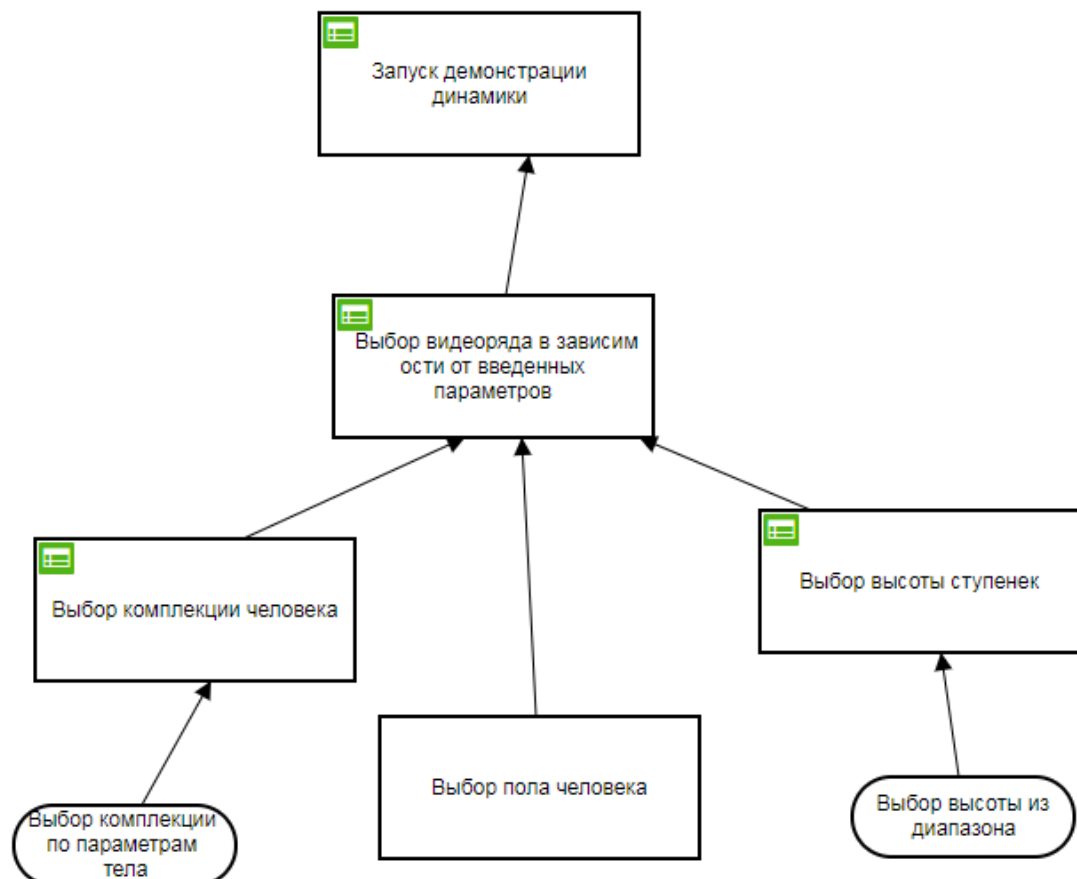 Запуск демонстрации
динамики
Выбор видеоряда в зависим
ости от введенных
параметров
Выбор комплекции человека
Выбор высоты ступенек
Выбор пола человека
Выбор комплекции
по параметрам
тела
Выбор высоты из
диапазона